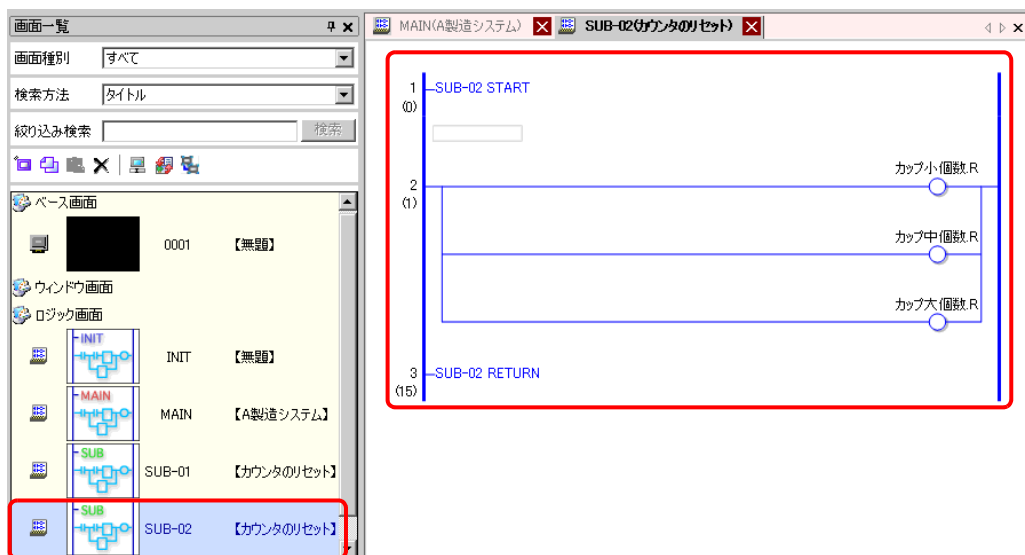 画面一覧
画面種別 すべて
検索方法 タイトル
絞り込み検索 検索
ベース画面
0001 【無題】
ウィンドウ画面
ロジック画面
INIT
INIT 【無題】
MAIN
MAIN 【A製造システム】
SUB
SUB-01 【カウンタのリセット】
SUB
SUB-02 【カウンタのリセット】
MAIN(A製造システム) SUB-02(カウンタのリセット)
1 SUB-02 START
(0)
カップ小個数.R
2
(1)
カップ中個数.R
カップ大個数.R
3 SUB-02 RETURN
(15)